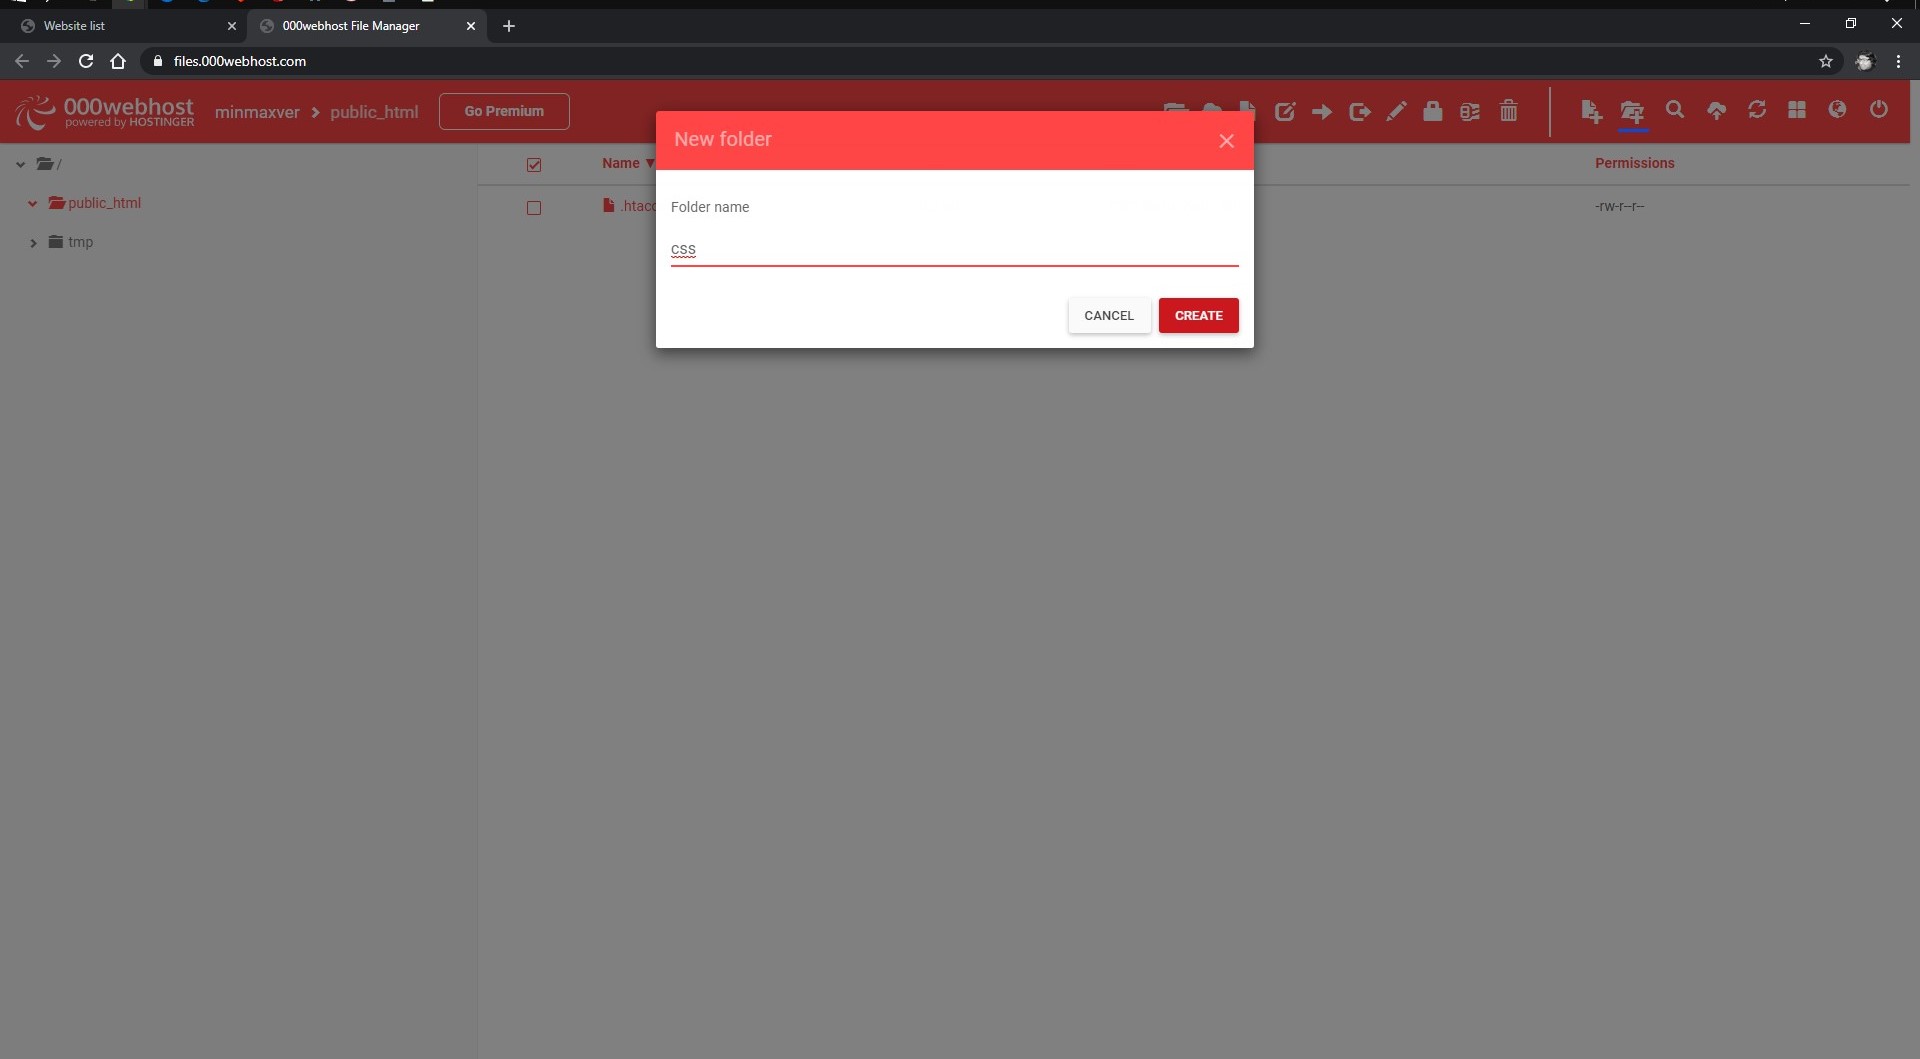 Website list
000webhost File Manager
files.000webhost.com
000webhost
powered by HOSTINGER
minmaxver
public_html
Go Premium
New folder
/
Name
Permissions
public_html
.htacc
Folder name
-rw-r--r--
tmp
css
CANCEL
CREATE